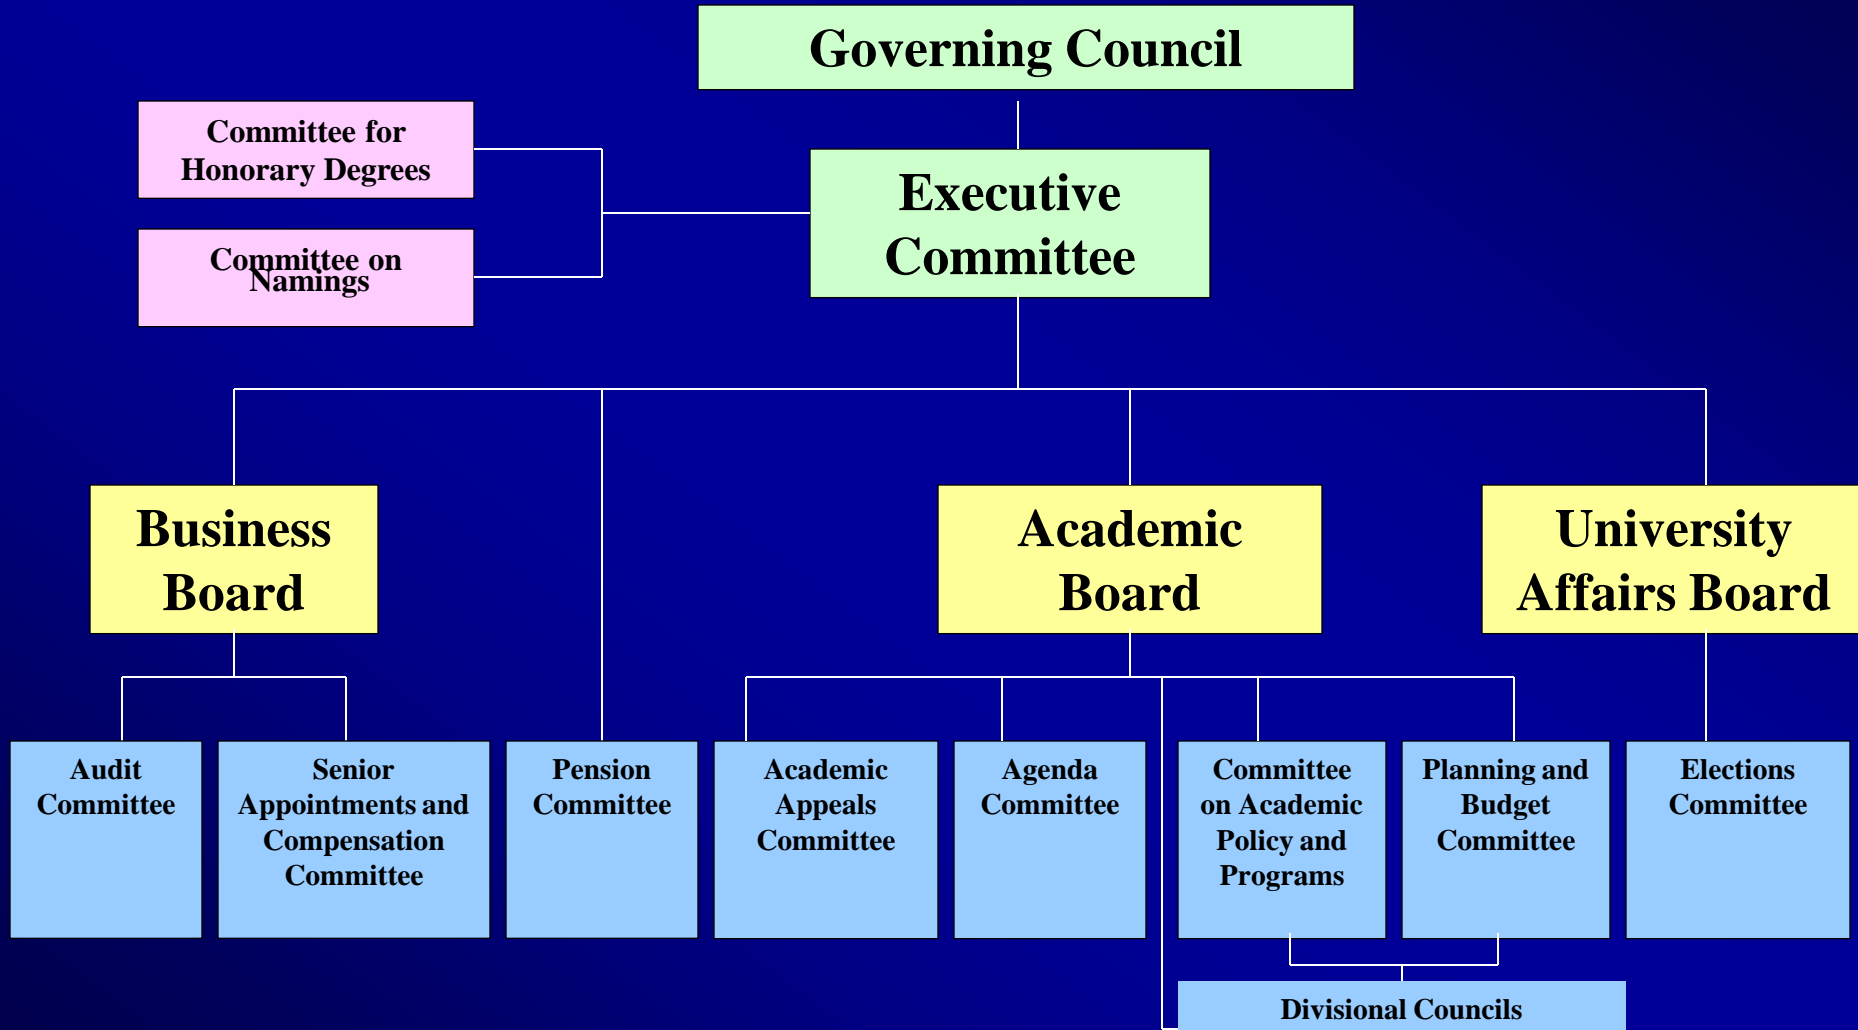 Governing Council
Committee for
Honorary Degrees
Executive
Committee
Committee on
Namings
Business
Board
Academic
Board
University
Affairs Board
Audit
Committee
Senior
Appointments and
Compensation
Committee
Pension
Committee
Academic
Appeals
Committee
Agenda
Committee
Committee
on Academic
Policy and
Programs
Planning and
Budget
Committee
Elections
Committee
Divisional Councils